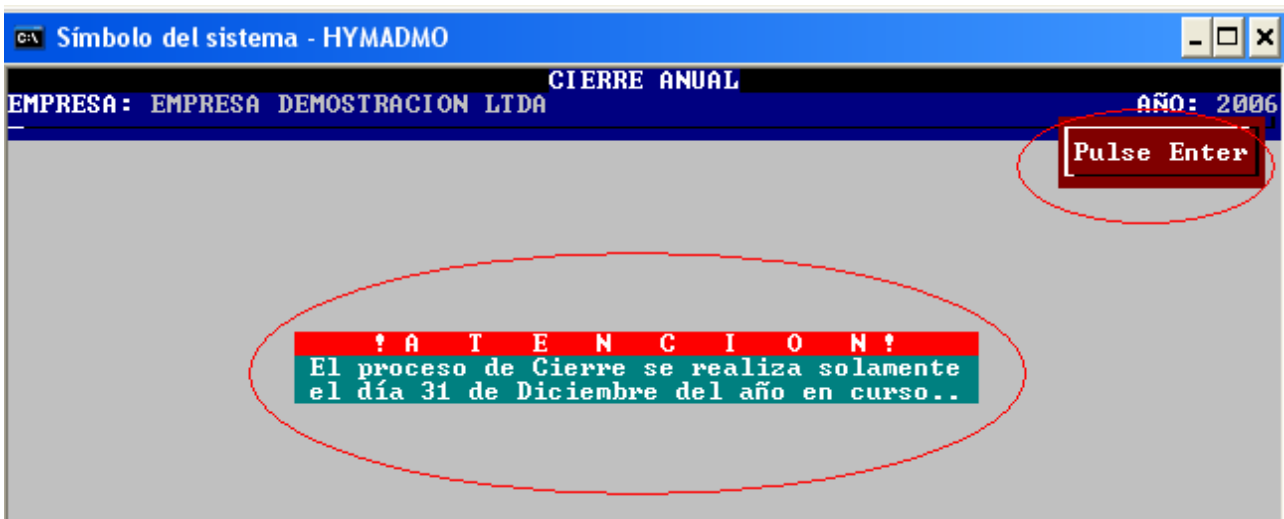 Símbolo del sistema - HYMADMO
CIERRE ANUAL
EMPRESA: EMPRESA DEMOSTRACION LTDA AÑO: 2006
Pulse Enter
! A T E N C I O N !
El proceso de Cierre se realiza solamente
el día 31 de Diciembre del año en curso..